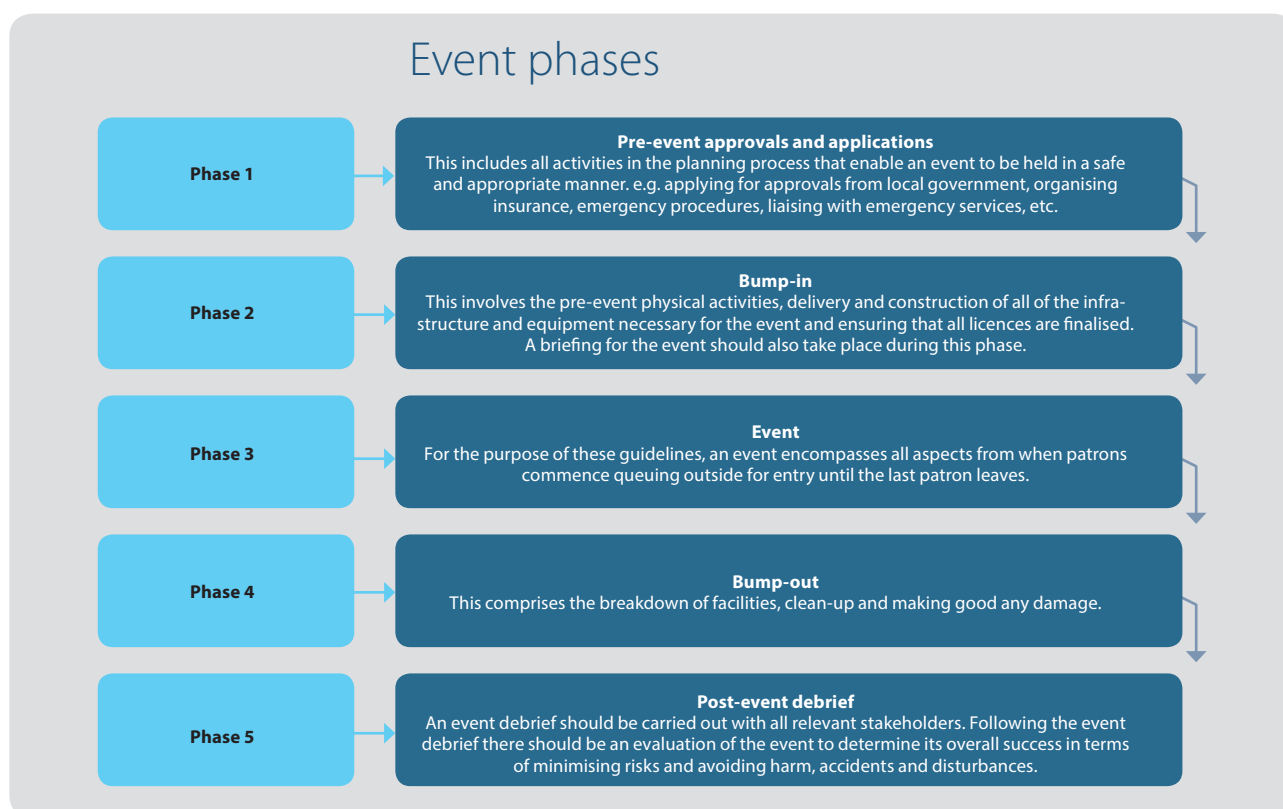 Event phases
Phase 1
Pre-event approvals and applications
This includes all activities in the planning process that enable an event to be held in a safe
and appropriate manner. e.g. applying for approvals from local government, organising
insurance, emergency procedures, liaising with emergency services, etc.
Phase 2
Bump-in
This involves the pre-event physical activities, delivery and construction of all of the infra-
structure and equipment necessary for the event and ensuring that all licences are finalised.
A briefing for the event should also take place during this phase.
Phase 3
Event
For the purpose of these guidelines, an event encompasses all aspects from when patrons
commence queuing outside for entry until the last patron leaves.
Phase 4
Bump-out
This comprises the breakdown of facilities, clean-up and making good any damage.
Phase 5
Post-event debrief
An event debrief should be carried out with all relevant stakeholders. Following the event
debrief there should be an evaluation of the event to determine its overall success in terms
of minimising risks and avoiding harm, accidents and disturbances.